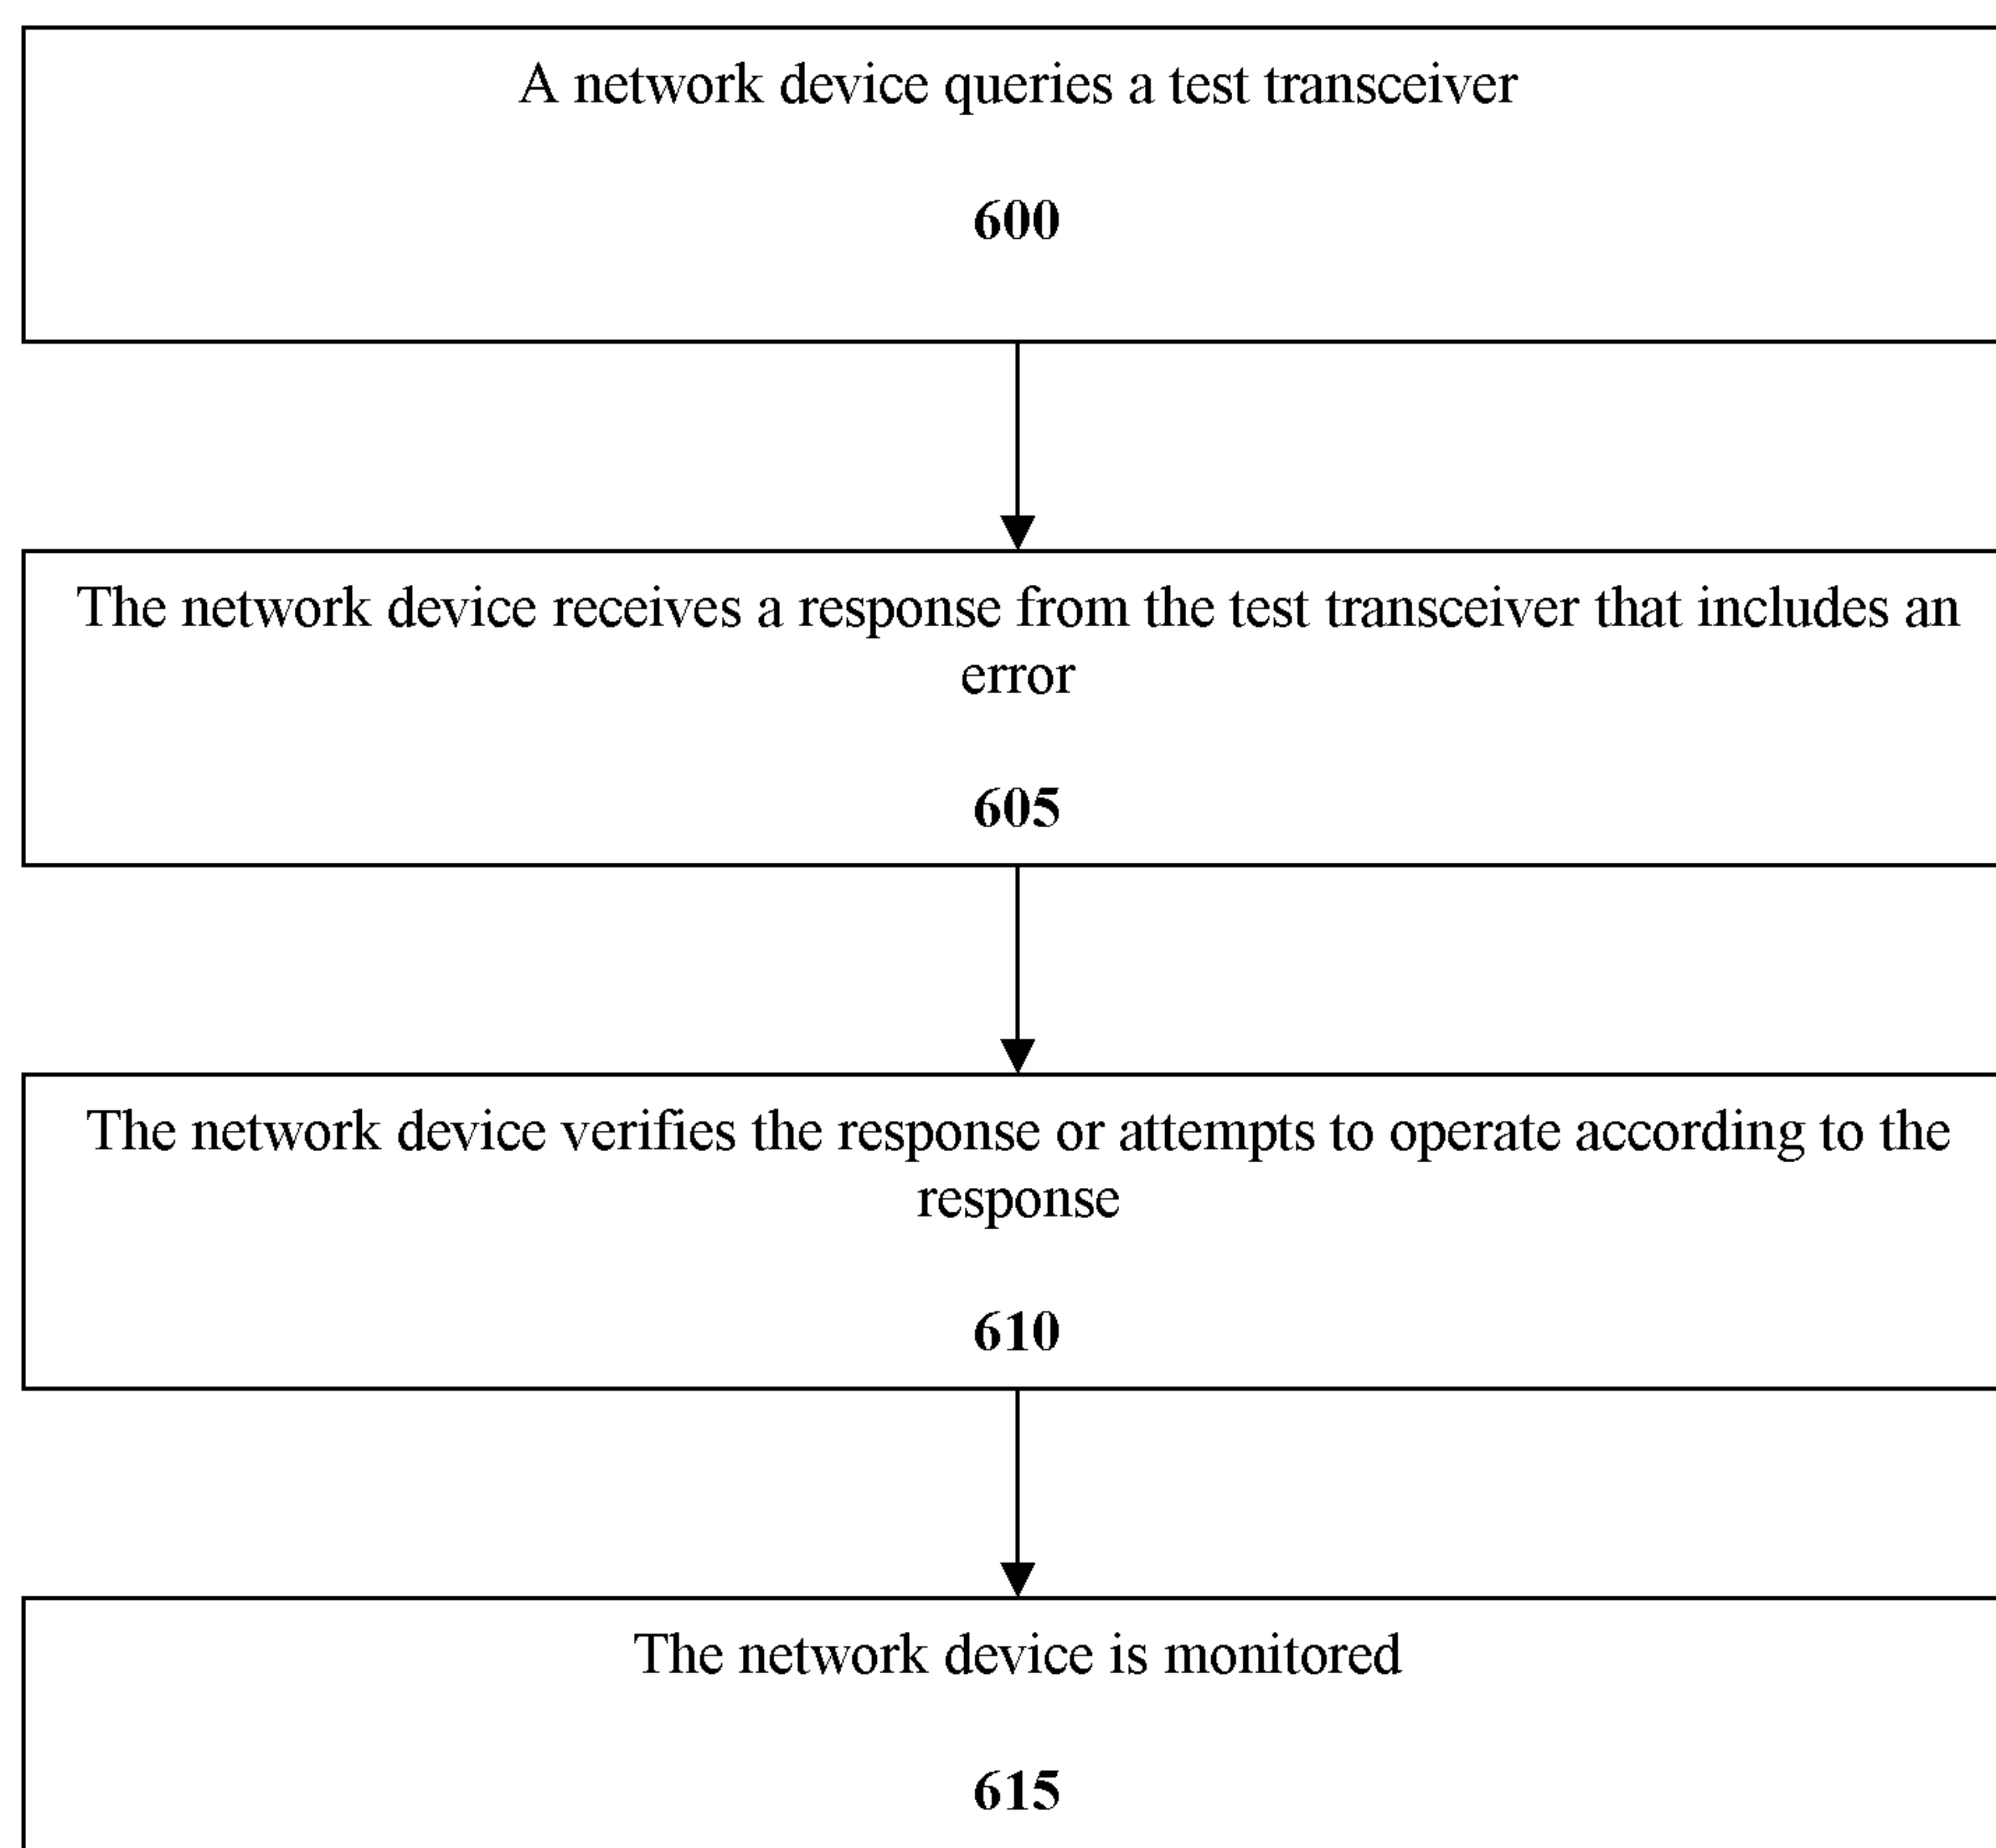 A network device queries a test transceiver
600
The network device receives a response from the test transceiver that includes an
error
605
The network device verifies the response or attempts to operate according to the
response
610
The network device is monitored
615